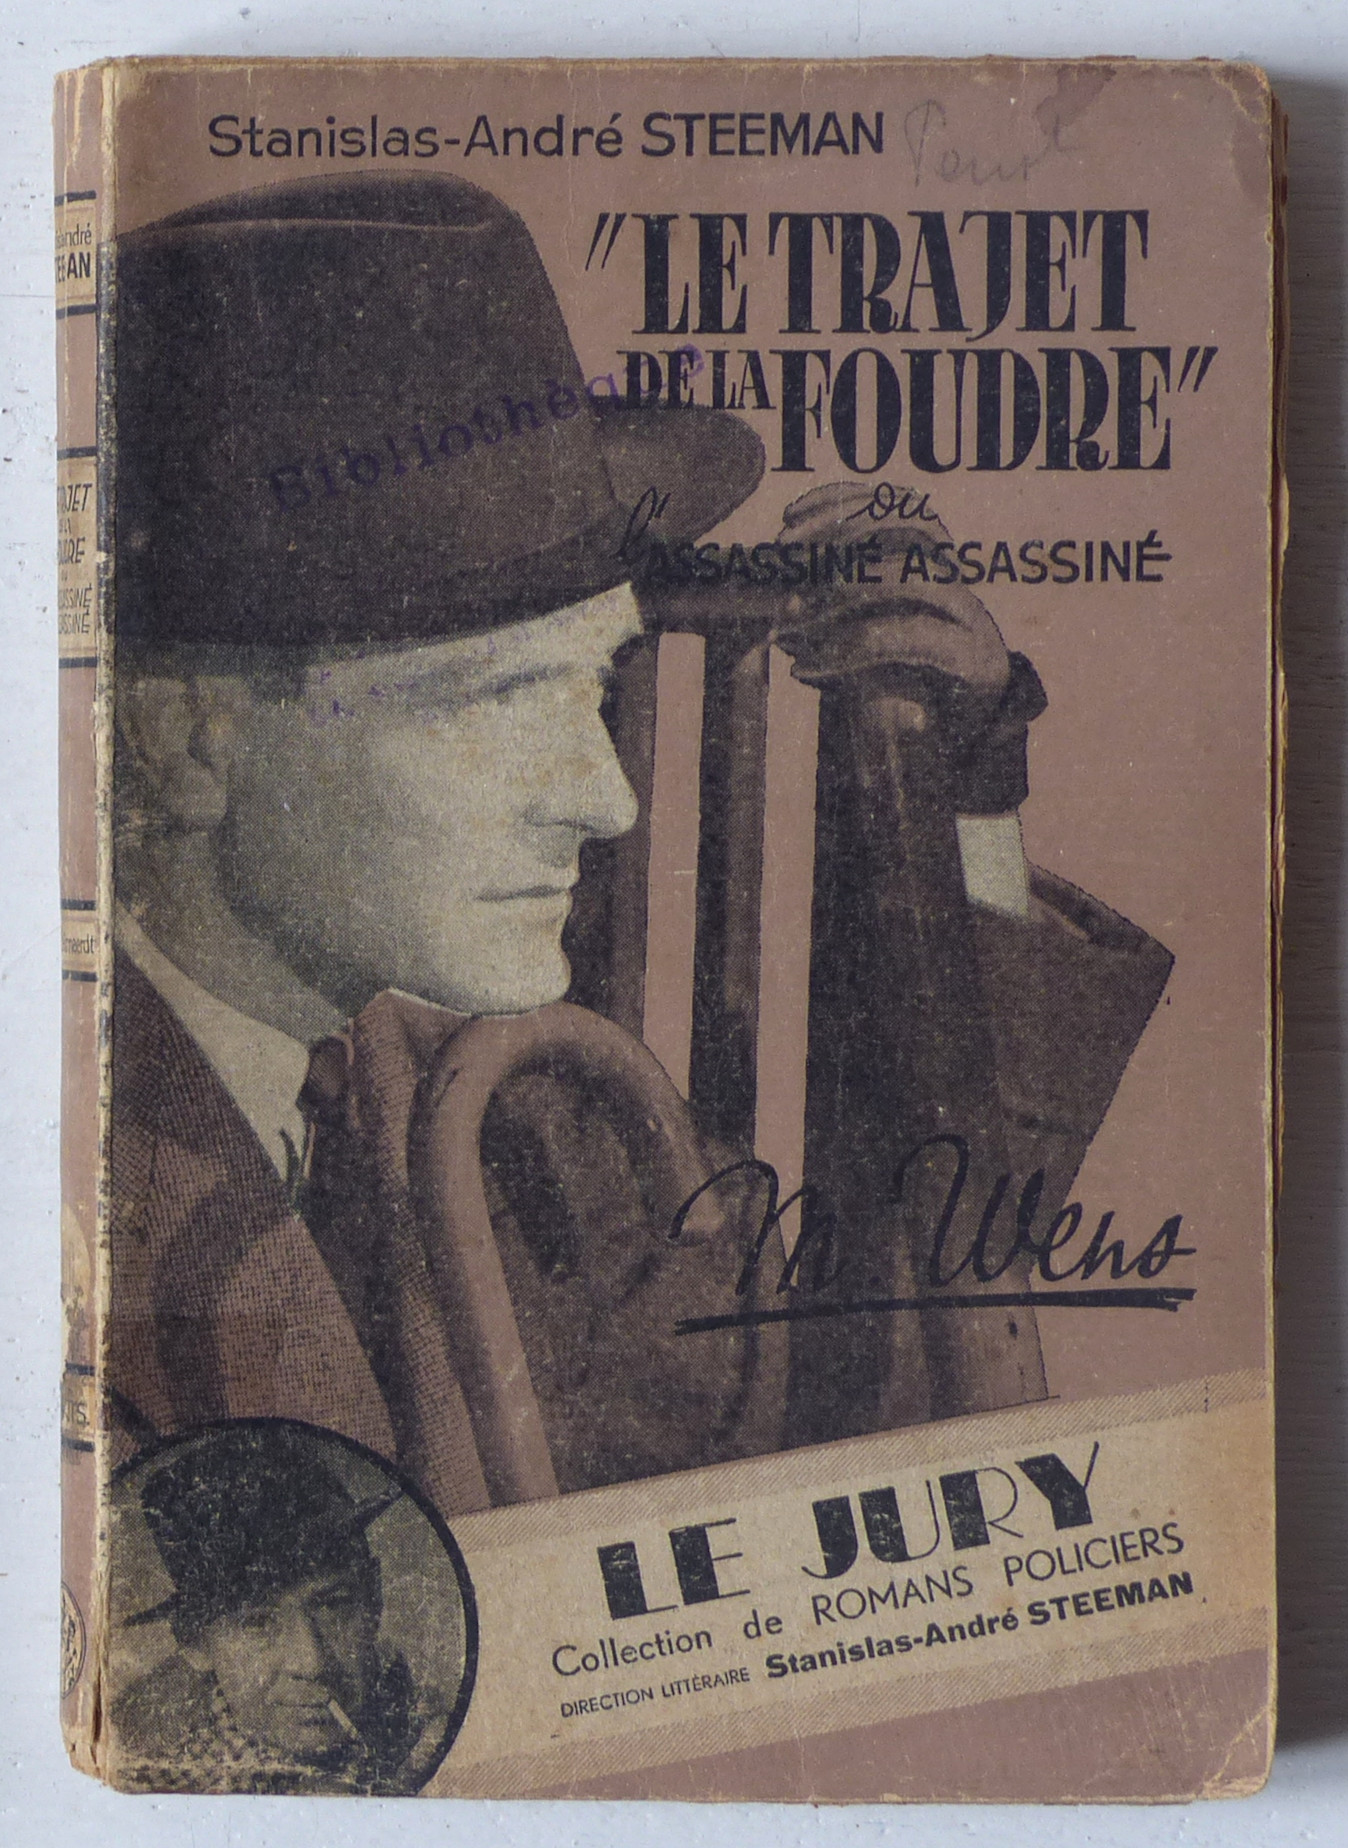 Stanislas-André STEEMAN
"LE TRAJET
DE LA FOUDRE"
ou
l'ASSASSINÉ ASSASSINÉ
Bibliothèque
M. Wens
LE JURY
Collection de ROMANS POLICIERS
DIRECTION LITTÉRAIRE Stanislas-André STEEMAN